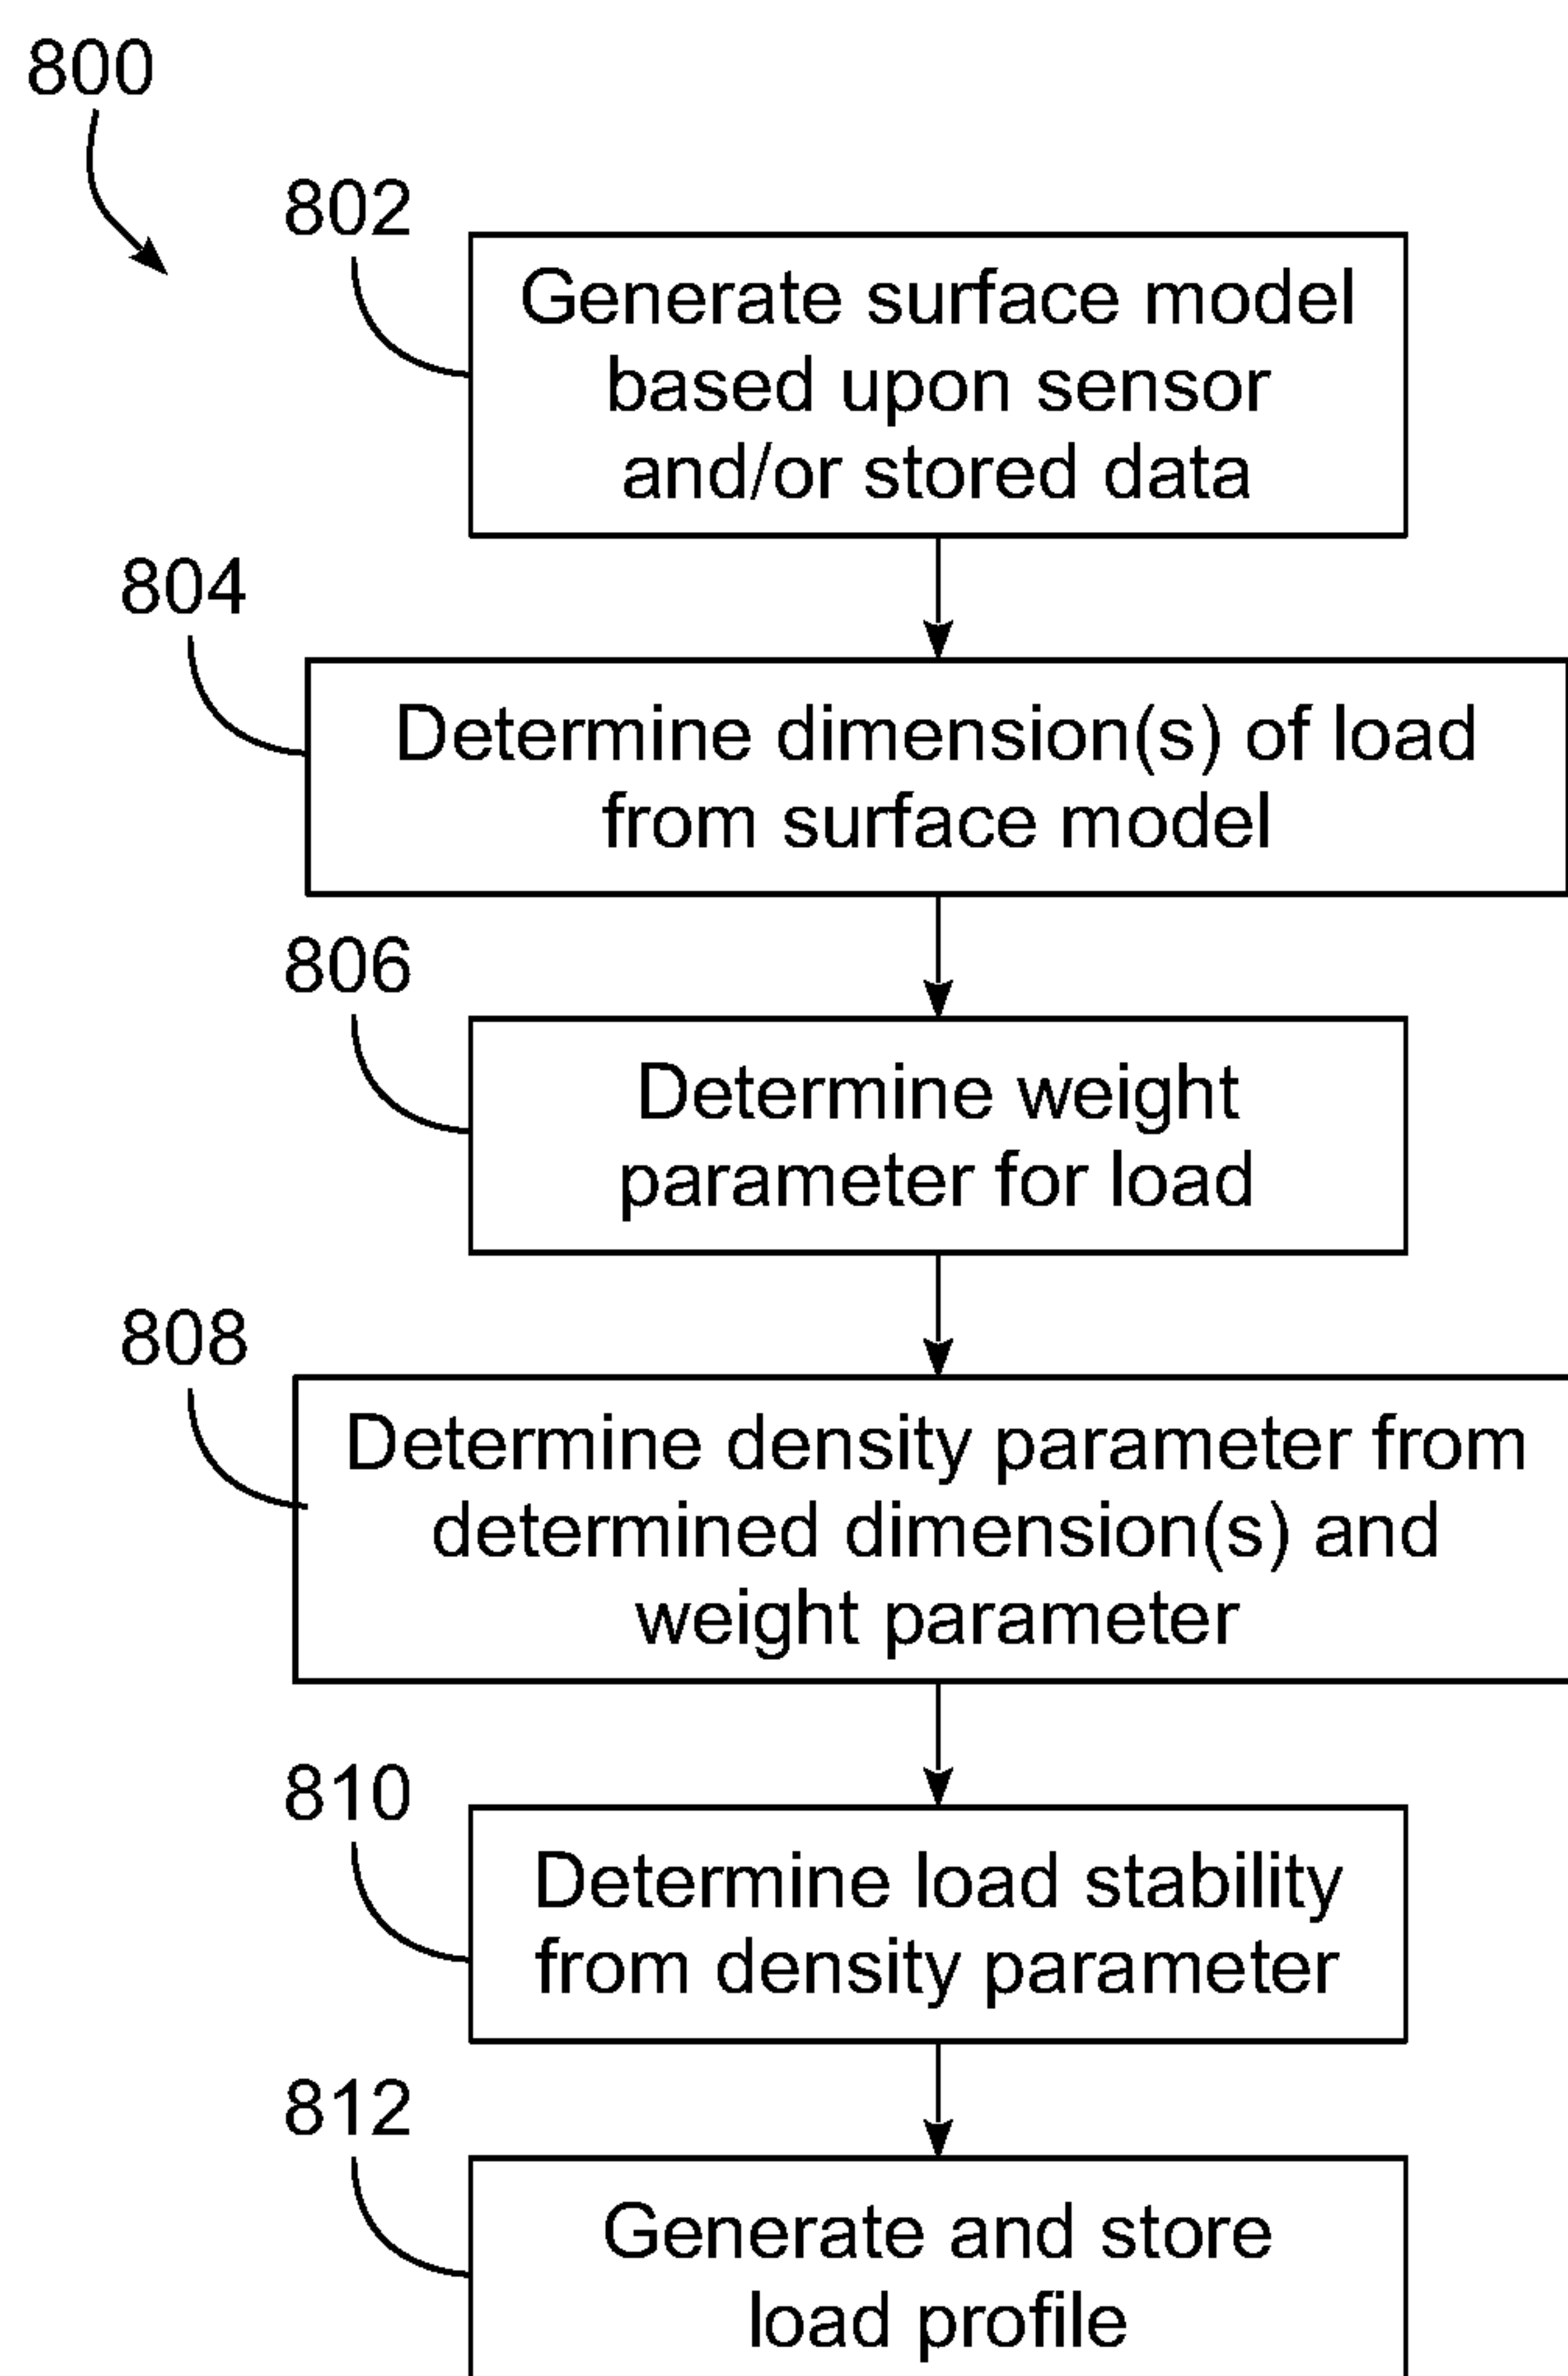 800
802
Generate surface model
based upon sensor
and/or stored data
804
Determine dimension(s) of load
from surface model
806
Determine weight
parameter for load
808
Determine density parameter from
determined dimension(s) and
weight parameter
810
Determine load stability
from density parameter
812
Generate and store
load profile